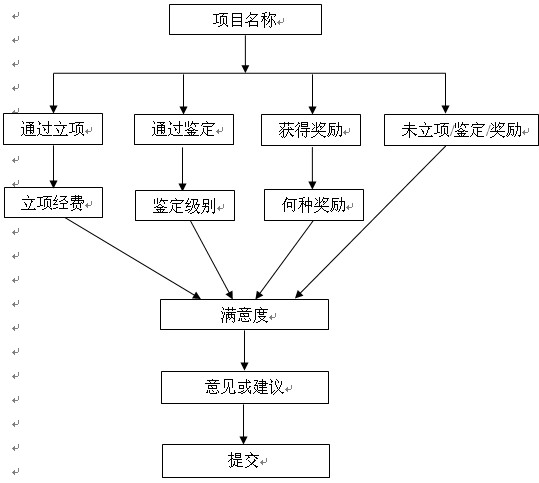 项目名称
通过立项
通过鉴定
获得奖励
未立项/鉴定/奖励
立项经费
鉴定级别
何种奖励
满意度
意见或建议
提交